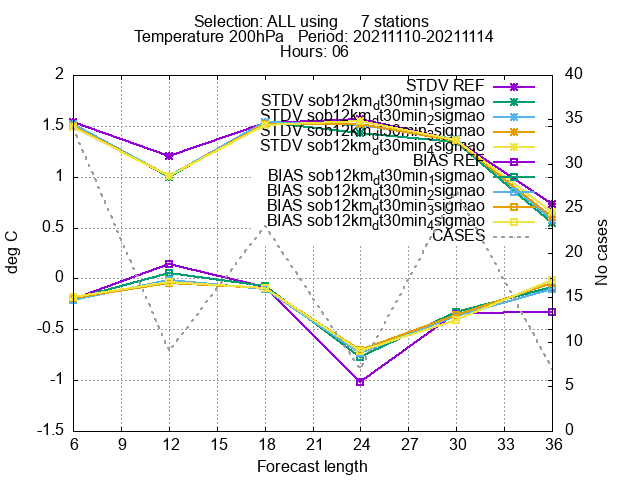 Selection: ALL using 7 stations
Temperature 200hPa Period: 20211110-20211114
Hours: 06
2
1.5
1
0.5
0
-0.5
-1
-1.5
deg C
40
35
30
25
20
15
10
5
0
No cases
STDV REF
STDV sob12km_dt30min_1sigmao
STDV sob12km_dt30min_2sigmao
STDV sob12km_dt30min_3sigmao
STDV sob12km_dt30min_4sigmao
BIAS REF
BIAS sob12km_dt30min_1sigmao
BIAS sob12km_dt30min_2sigmao
BIAS sob12km_dt30min_3sigmao
BIAS sob12km_dt30min_4sigmao
CASES
6 9 12 15 18 21 24 27 30 33 36
Forecast length